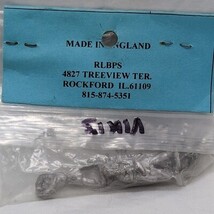 MADE IN ENGLAND
RLBPS
4827 TREEVIEW TER.
ROCKFORD IL.61109
815-874-5351